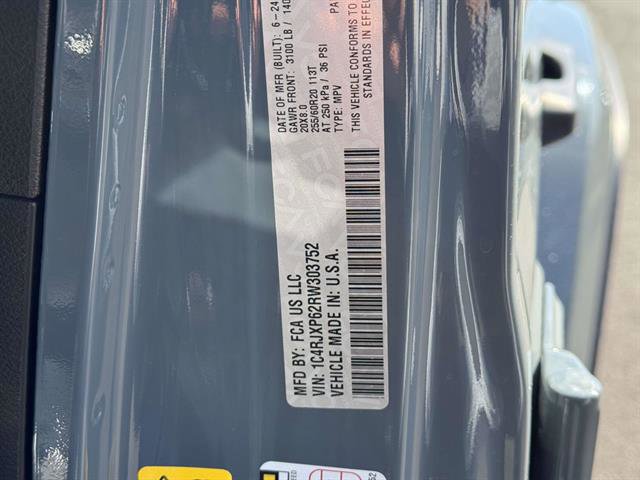 MFD BY: FCA US LLC
VIN: 1C4RJXP62RW303752
VEHICLE MADE IN: U.S.A.
DATE OF MFR (BUILT): 6-24
GAWR FRONT: 3100 LB / 140
20X8.0
255/60R20 113T
AT 250 kPa / 36 PSI
TYPE: MPV
THIS VEHICLE CONFORMS TO
STANDARDS IN EFFECT